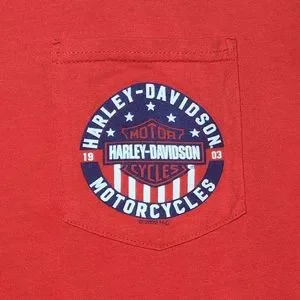 HARLEY-DAVIDSON
MOTOR
19 HARLEY-DAVIDSON 03
CYCLES
MOTORCYCLES